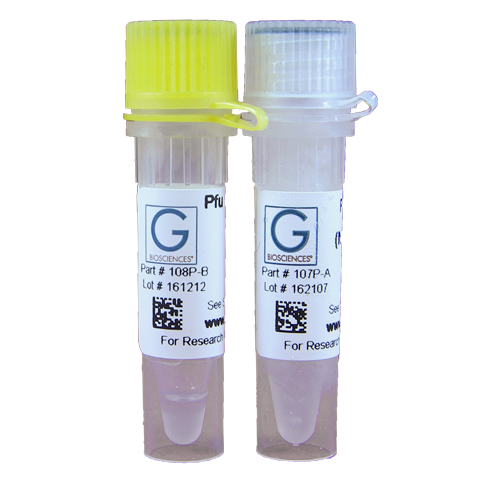 Pfu
G
BIOSCIENCES®
Part # 108P-B
Lot # 161212
See
www.
For Research
G
BIOSCIENCES®
Part # 107P-A
Lot # 162107
See
www.
For Research